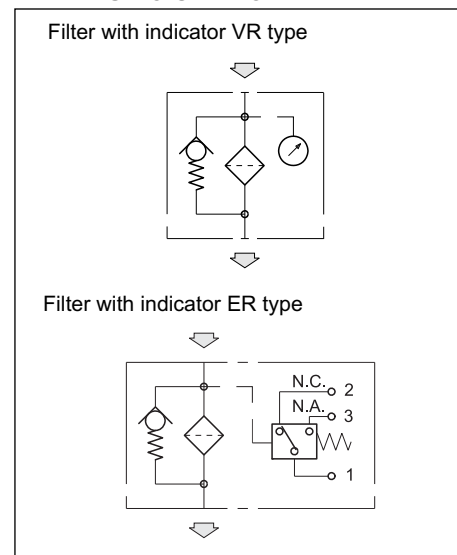 Filter with indicator VR type
Filter with indicator ER type
N.C. 2
N.A. 3
1